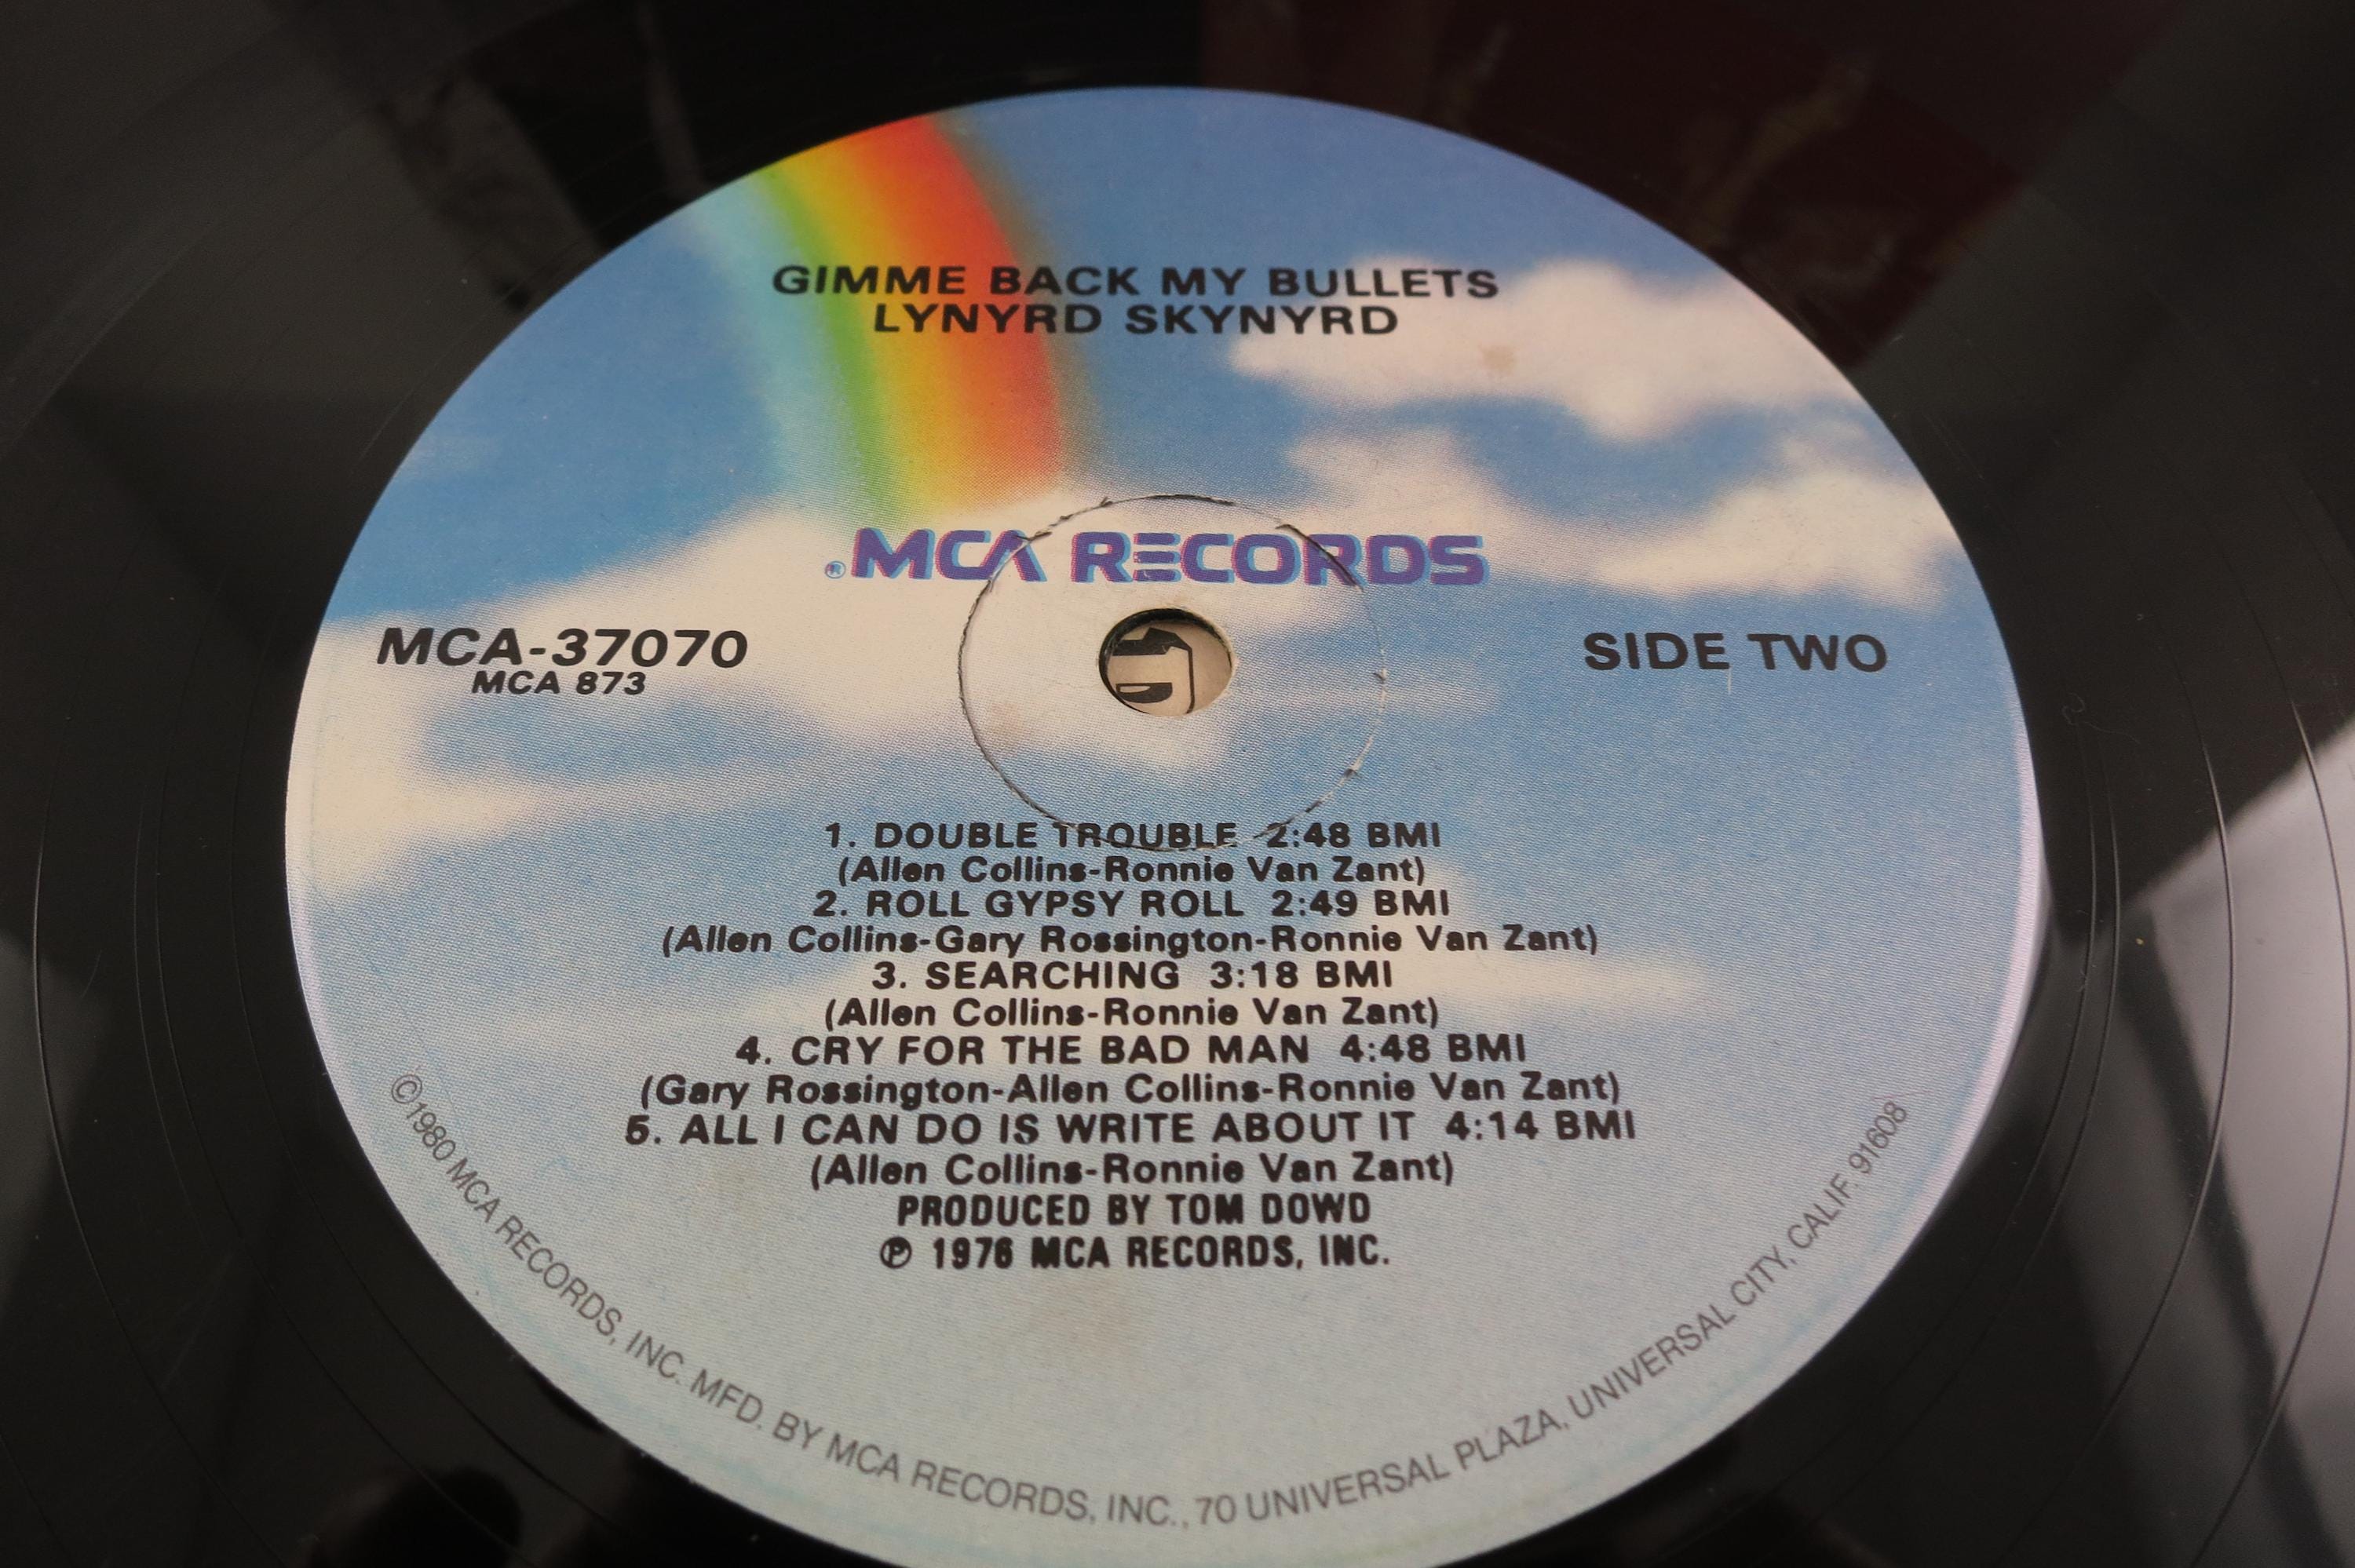 GIMME BACK MY BULLETS
LYNYRD SKYNYRD
®MCA RECORDS
MCA-37070
MCA 873
SIDE TWO
1. DOUBLE TROUBLE 2:48 BMI
(Allen Collins-Ronnie Van Zant)
2. ROLL GYPSY ROLL 2:49 BMI
(Allen Collins-Gary Rossington-Ronnie Van Zant)
3. SEARCHING 3:18 BMI
(Allen Collins-Ronnie Van Zant)
4. CRY FOR THE BAD MAN 4:48 BMI
(Gary Rossington-Allen Collins-Ronnie Van Zant)
5. ALL I CAN DO IS WRITE ABOUT IT 4:14 BMI
(Allen Collins-Ronnie Van Zant)
PRODUCED BY TOM DOWD
℗ 1976 MCA RECORDS, INC.
©1980 MCA RECORDS, INC. MFD. BY MCA RECORDS, INC., 70 UNIVERSAL PLAZA, UNIVERSAL CITY, CALIF. 91608